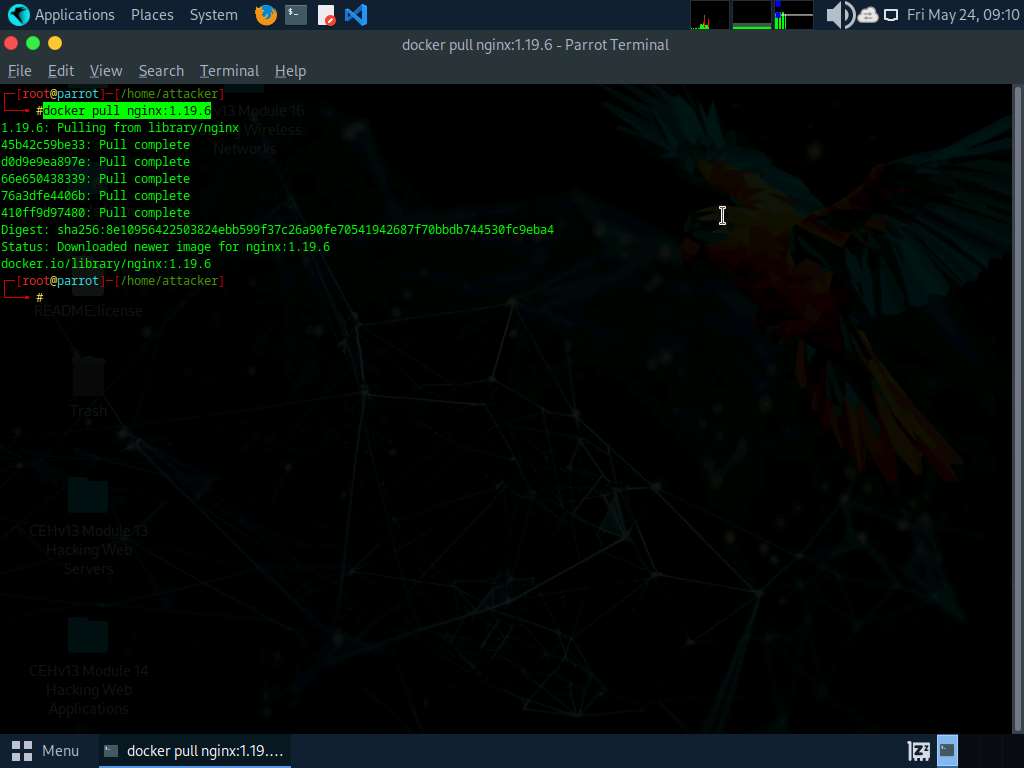 Applications Places System Fri May 24, 09:10
docker pull nginx:1.19.6 - Parrot Terminal
File Edit View Search Terminal Help
┌─[root@parrot]─[/home/attacker]
└──╼ #docker pull nginx:1.19.6
1.19.6: Pulling from library/nginx
45b42c59be33: Pull complete
d0d9e9ea897e: Pull complete
66e650438339: Pull complete
76a3dfe4406b: Pull complete
410ff9d97480: Pull complete
Digest: sha256:8e10956422503824ebb599f37c26a90fe70541942687f70bbdb744530fc9eba4
Status: Downloaded newer image for nginx:1.19.6
docker.io/library/nginx:1.19.6
┌─[root@parrot]─[/home/attacker]
└──╼ #
v13 Module 16
Wireless
Networks
README.license
Trash
CEHv13 Module 13
Hacking Web
Servers
CEHv13 Module 14
Hacking Web
Applications
Menu docker pull nginx:1.19....